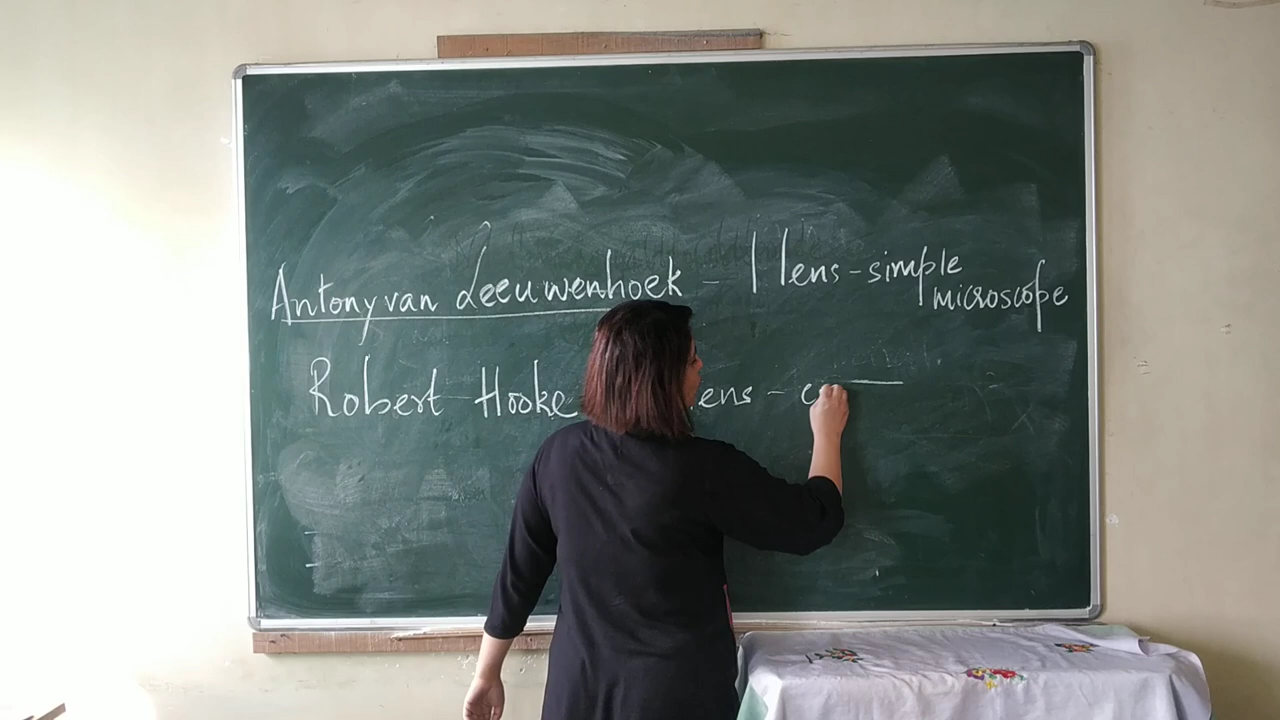 Antony van Leeuwenhoek - 1 lens - simple
microscope
Robert Hooke ens - c